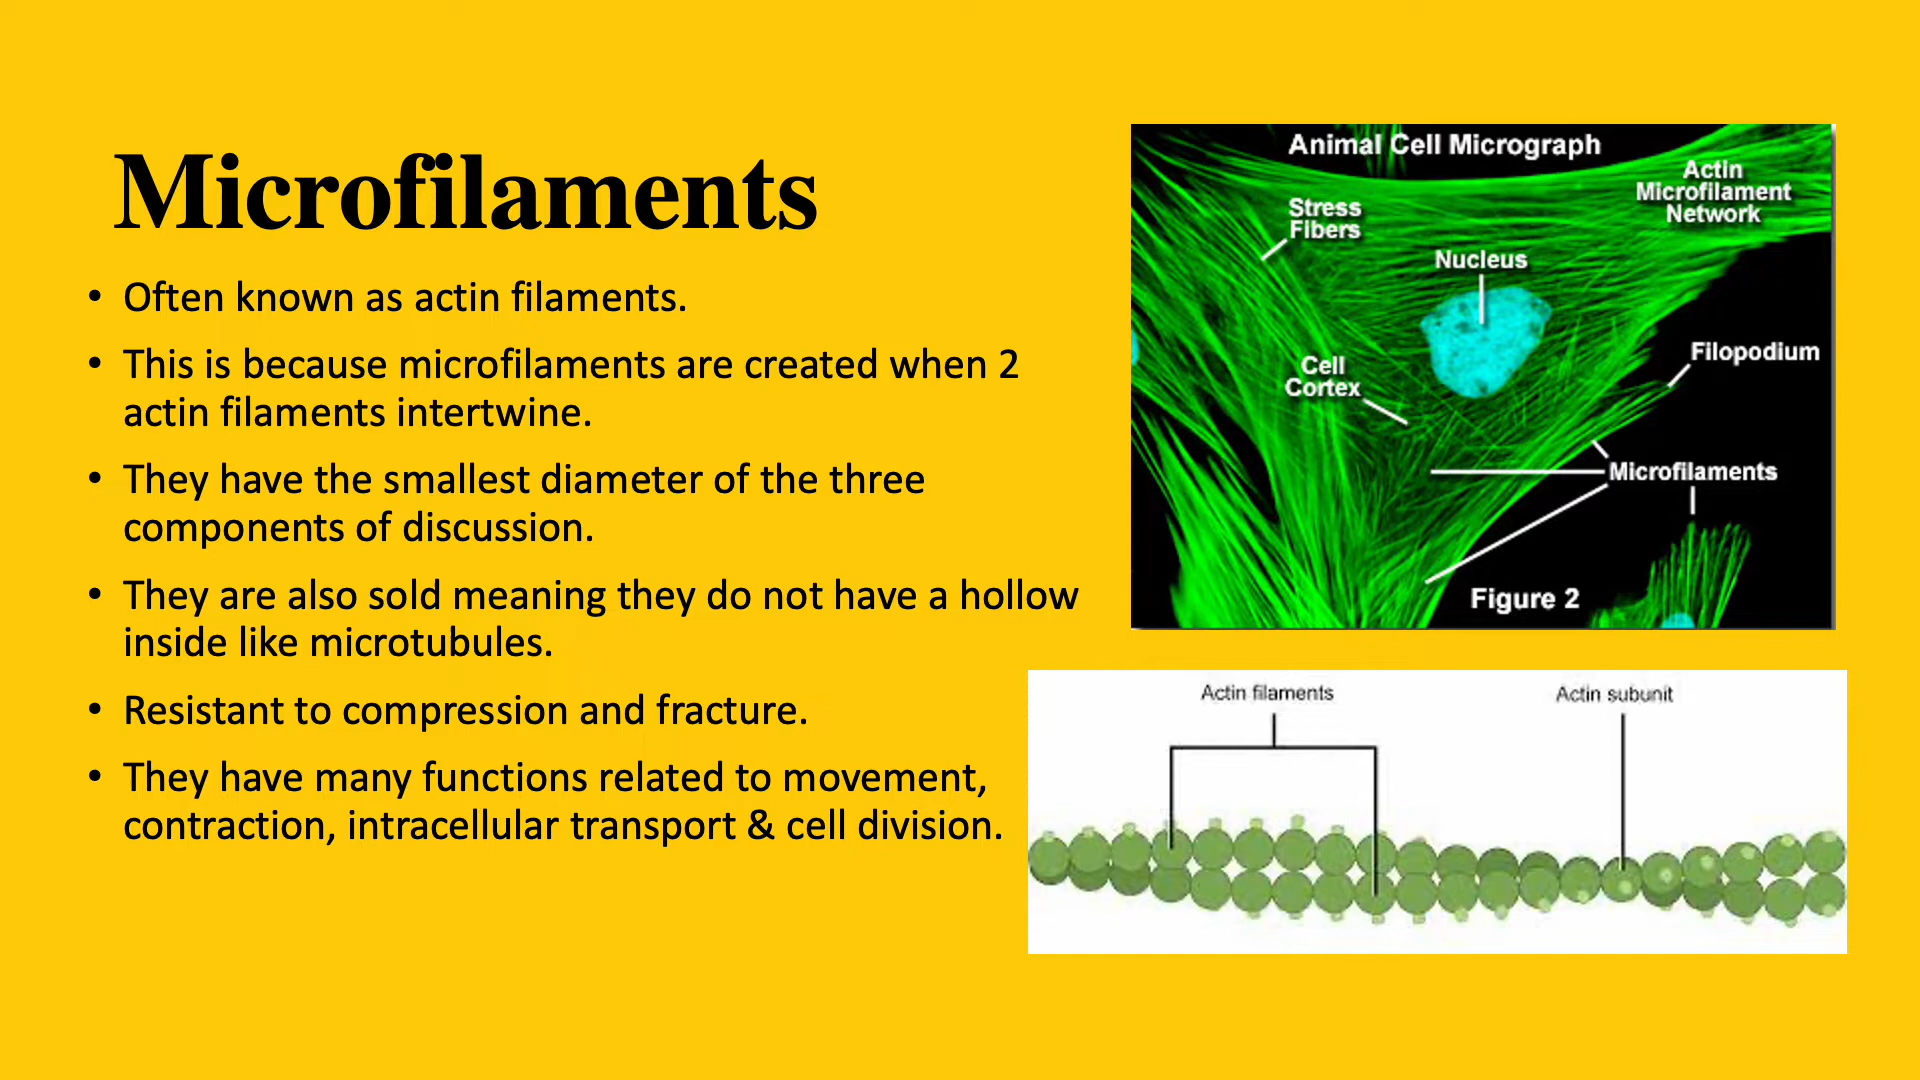 Microfilaments
• Often known as actin filaments.
• This is because microfilaments are created when 2
actin filaments intertwine.
• They have the smallest diameter of the three
components of discussion.
• They are also sold meaning they do not have a hollow
inside like microtubules.
• Resistant to compression and fracture.
• They have many functions related to movement,
contraction, intracellular transport & cell division.
Animal Cell Micrograph
Actin
Microfilament
Network
Stress
Fibers
Nucleus
Filopodium
Cell
Cortex
Microfilaments
Figure 2
Actin filaments
Actin subunit